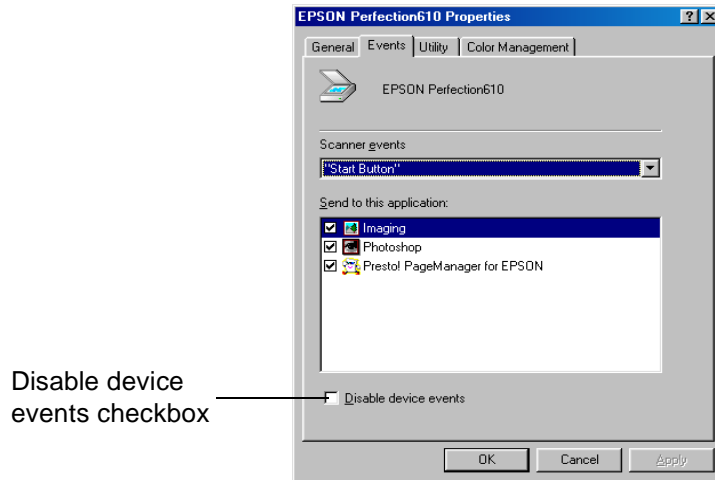 EPSON Perfection610 Properties
General Events Utility Color Management
EPSON Perfection610
Scanner events
"Start Button"
Send to this application:
Imaging
Photoshop
Presto! PageManager for EPSON
Disable device
events checkbox
Disable device events
OK Cancel Apply